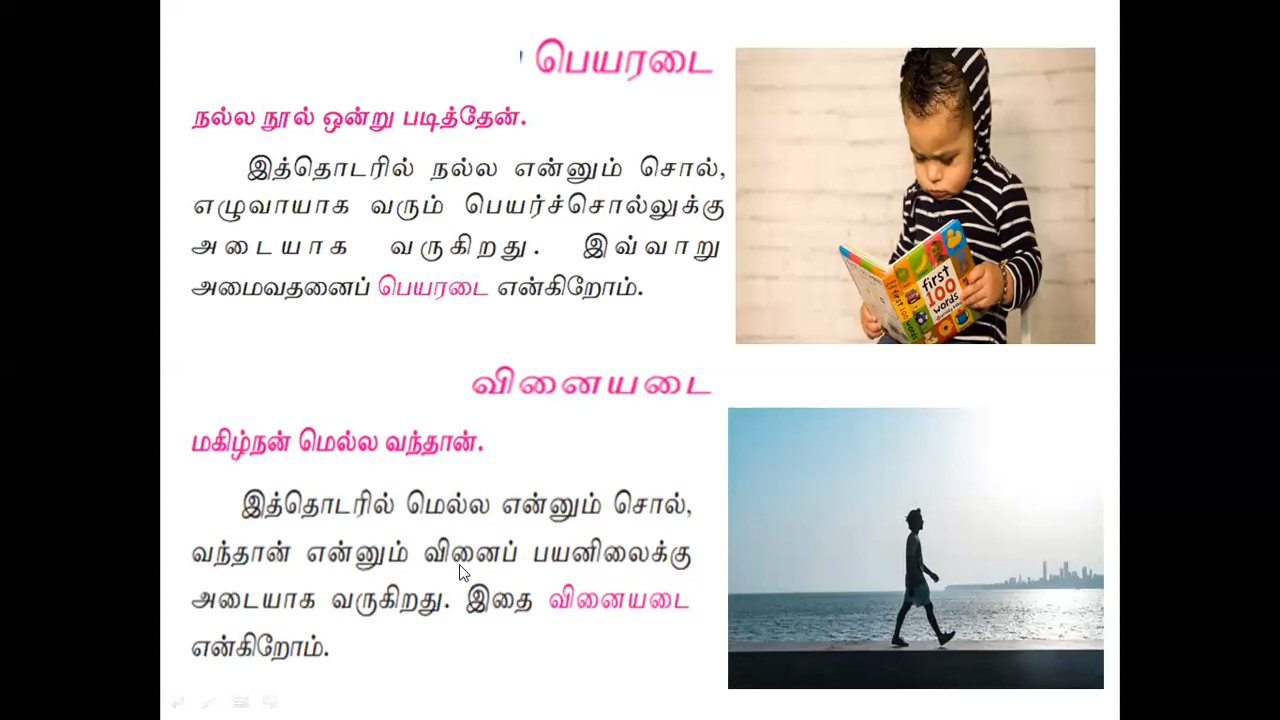 பெயரடை
நல்ல நூல் ஒன்று படித்தேன்.
இத்தொடரில் நல்ல என்னும் சொல்,
எழுவாயாக வரும் பெயர்ச்சொல்லுக்கு
அடையாக வருகிறது. இவ்வாறு
அமைவதனைப் பெயரடை என்கிறோம்.
first
100
words
வினையடை
மகிழ்நன் மெல்ல வந்தான்.
இத்தொடரில் மெல்ல என்னும் சொல்,
வந்தான் என்னும் வினைப் பயனிலைக்கு
அடையாக வருகிறது. இதை வினையடை
என்கிறோம்.